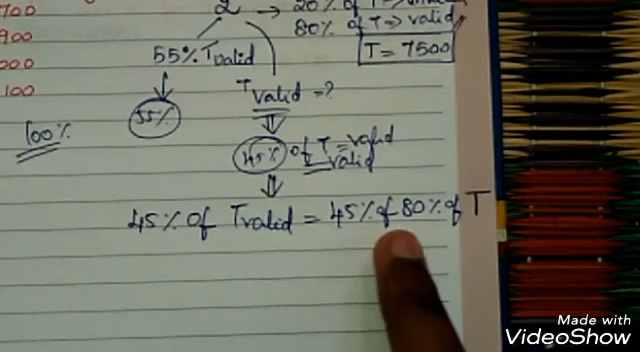 700
2 → 20% of T ⇒
900
80% of T ⇒ valid
55% Tvalid
T = 7500
000
100
Tvalid = ?
55%
100%
45% of T = valid
valid
45% of Tvalid = 45% of 80% of T
Made with
VideoShow